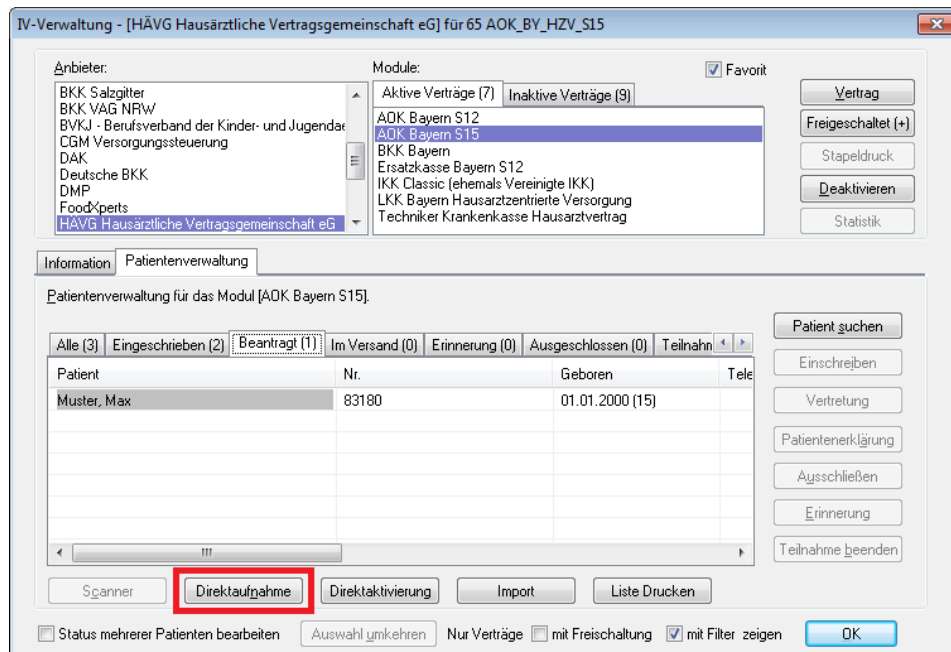 IV-Verwaltung - [HÄVG Hausärztliche Vertragsgemeinschaft eG] für 65 AOK_BY_HZV_S15
Anbieter:
BKK Salzgitter
BKK VAG NRW
BVKJ - Berufsverband der Kinder- und Jugendae
CGM Versorgungssteuerung
DAK
Deutsche BKK
DMP
FoodXperts
HÄVG Hausärztliche Vertragsgemeinschaft eG
Module:
Favorit
Aktive Verträge (7) Inaktive Verträge (9)
AOK Bayern S12
AOK Bayern S15
BKK Bayern
Ersatzkasse Bayern S12
IKK Classic (ehemals Vereinigte IKK)
LKK Bayern Hausarztzentrierte Versorgung
Techniker Krankenkasse Hausarztvertrag
Vertrag
Freigeschaltet (+)
Stapeldruck
Deaktivieren
Statistik
Information Patientenverwaltung
Patientenverwaltung für das Modul [AOK Bayern S15].
Alle (3) Eingeschrieben (2) Beantragt (1) Im Versand (0) Erinnerung (0) Ausgeschlossen (0) Teilnahm
Patient Nr. Geboren Tele
Muster, Max 83180 01.01.2000 (15)
Patient suchen
Einschreiben
Vertretung
Patientenerklärung
Ausschließen
Erinnerung
Teilnahme beenden
Scanner Direktaufnahme Direktaktivierung Import Liste Drucken
Status mehrerer Patienten bearbeiten Auswahl umkehren Nur Verträge mit Freischaltung mit Filter zeigen OK